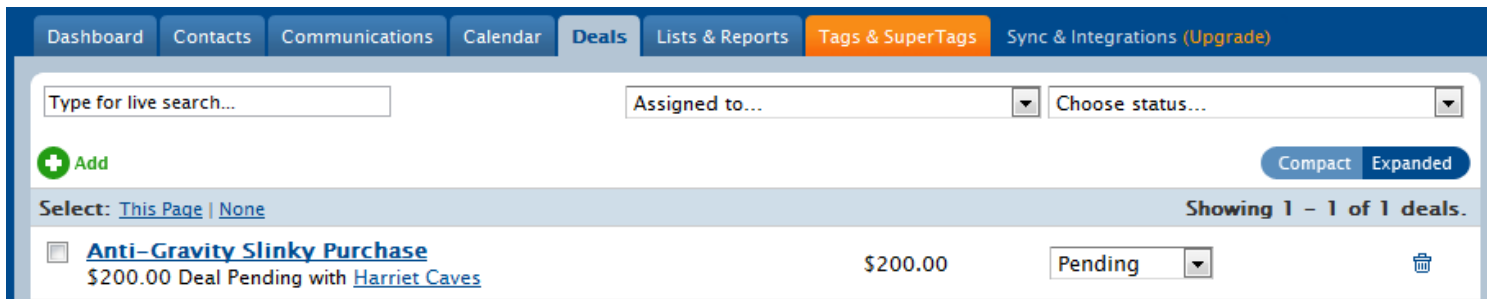 Dashboard Contacts Communications Calendar Deals Lists & Reports Tags & SuperTags Sync & Integrations (Upgrade)
Type for live search... Assigned to... Choose status...
Add Compact Expanded
Select: This Page | None Showing 1 - 1 of 1 deals.
Anti-Gravity Slinky Purchase
$200.00 Pending
$200.00 Deal Pending with Harriet Caves